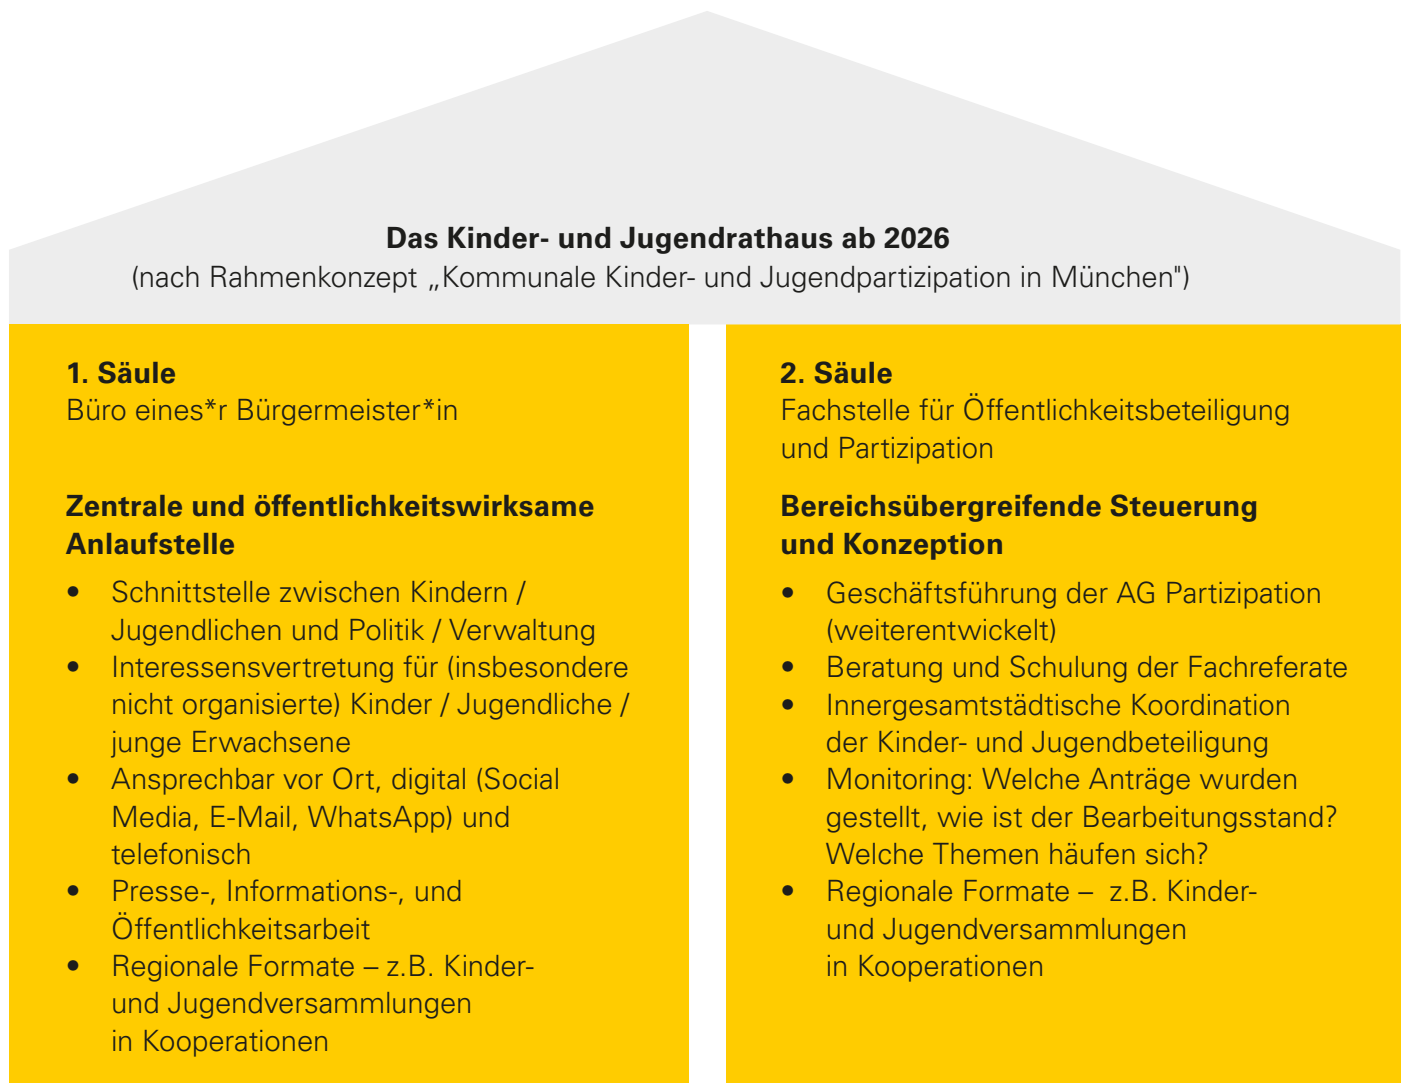 Das Kinder- und Jugendrathaus ab 2026
(nach Rahmenkonzept „Kommunale Kinder- und Jugendpartizipation in München")
1. Säule
Büro eines*r Bürgermeister*in
Zentrale und öffentlichkeitswirksame
Anlaufstelle
• Schnittstelle zwischen Kindern /
Jugendlichen und Politik / Verwaltung
• Interessensvertretung für (insbesondere
nicht organisierte) Kinder / Jugendliche /
junge Erwachsene
• Ansprechbar vor Ort, digital (Social
Media, E-Mail, WhatsApp) und
telefonisch
• Presse-, Informations-, und
Öffentlichkeitsarbeit
• Regionale Formate – z.B. Kinder-
und Jugendversammlungen
in Kooperationen
2. Säule
Fachstelle für Öffentlichkeitsbeteiligung
und Partizipation
Bereichsübergreifende Steuerung
und Konzeption
• Geschäftsführung der AG Partizipation
(weiterentwickelt)
• Beratung und Schulung der Fachreferate
• Innergesamtstädtische Koordination
der Kinder- und Jugendbeteiligung
• Monitoring: Welche Anträge wurden
gestellt, wie ist der Bearbeitungsstand?
Welche Themen häufen sich?
• Regionale Formate – z.B. Kinder-
und Jugendversammlungen
in Kooperationen